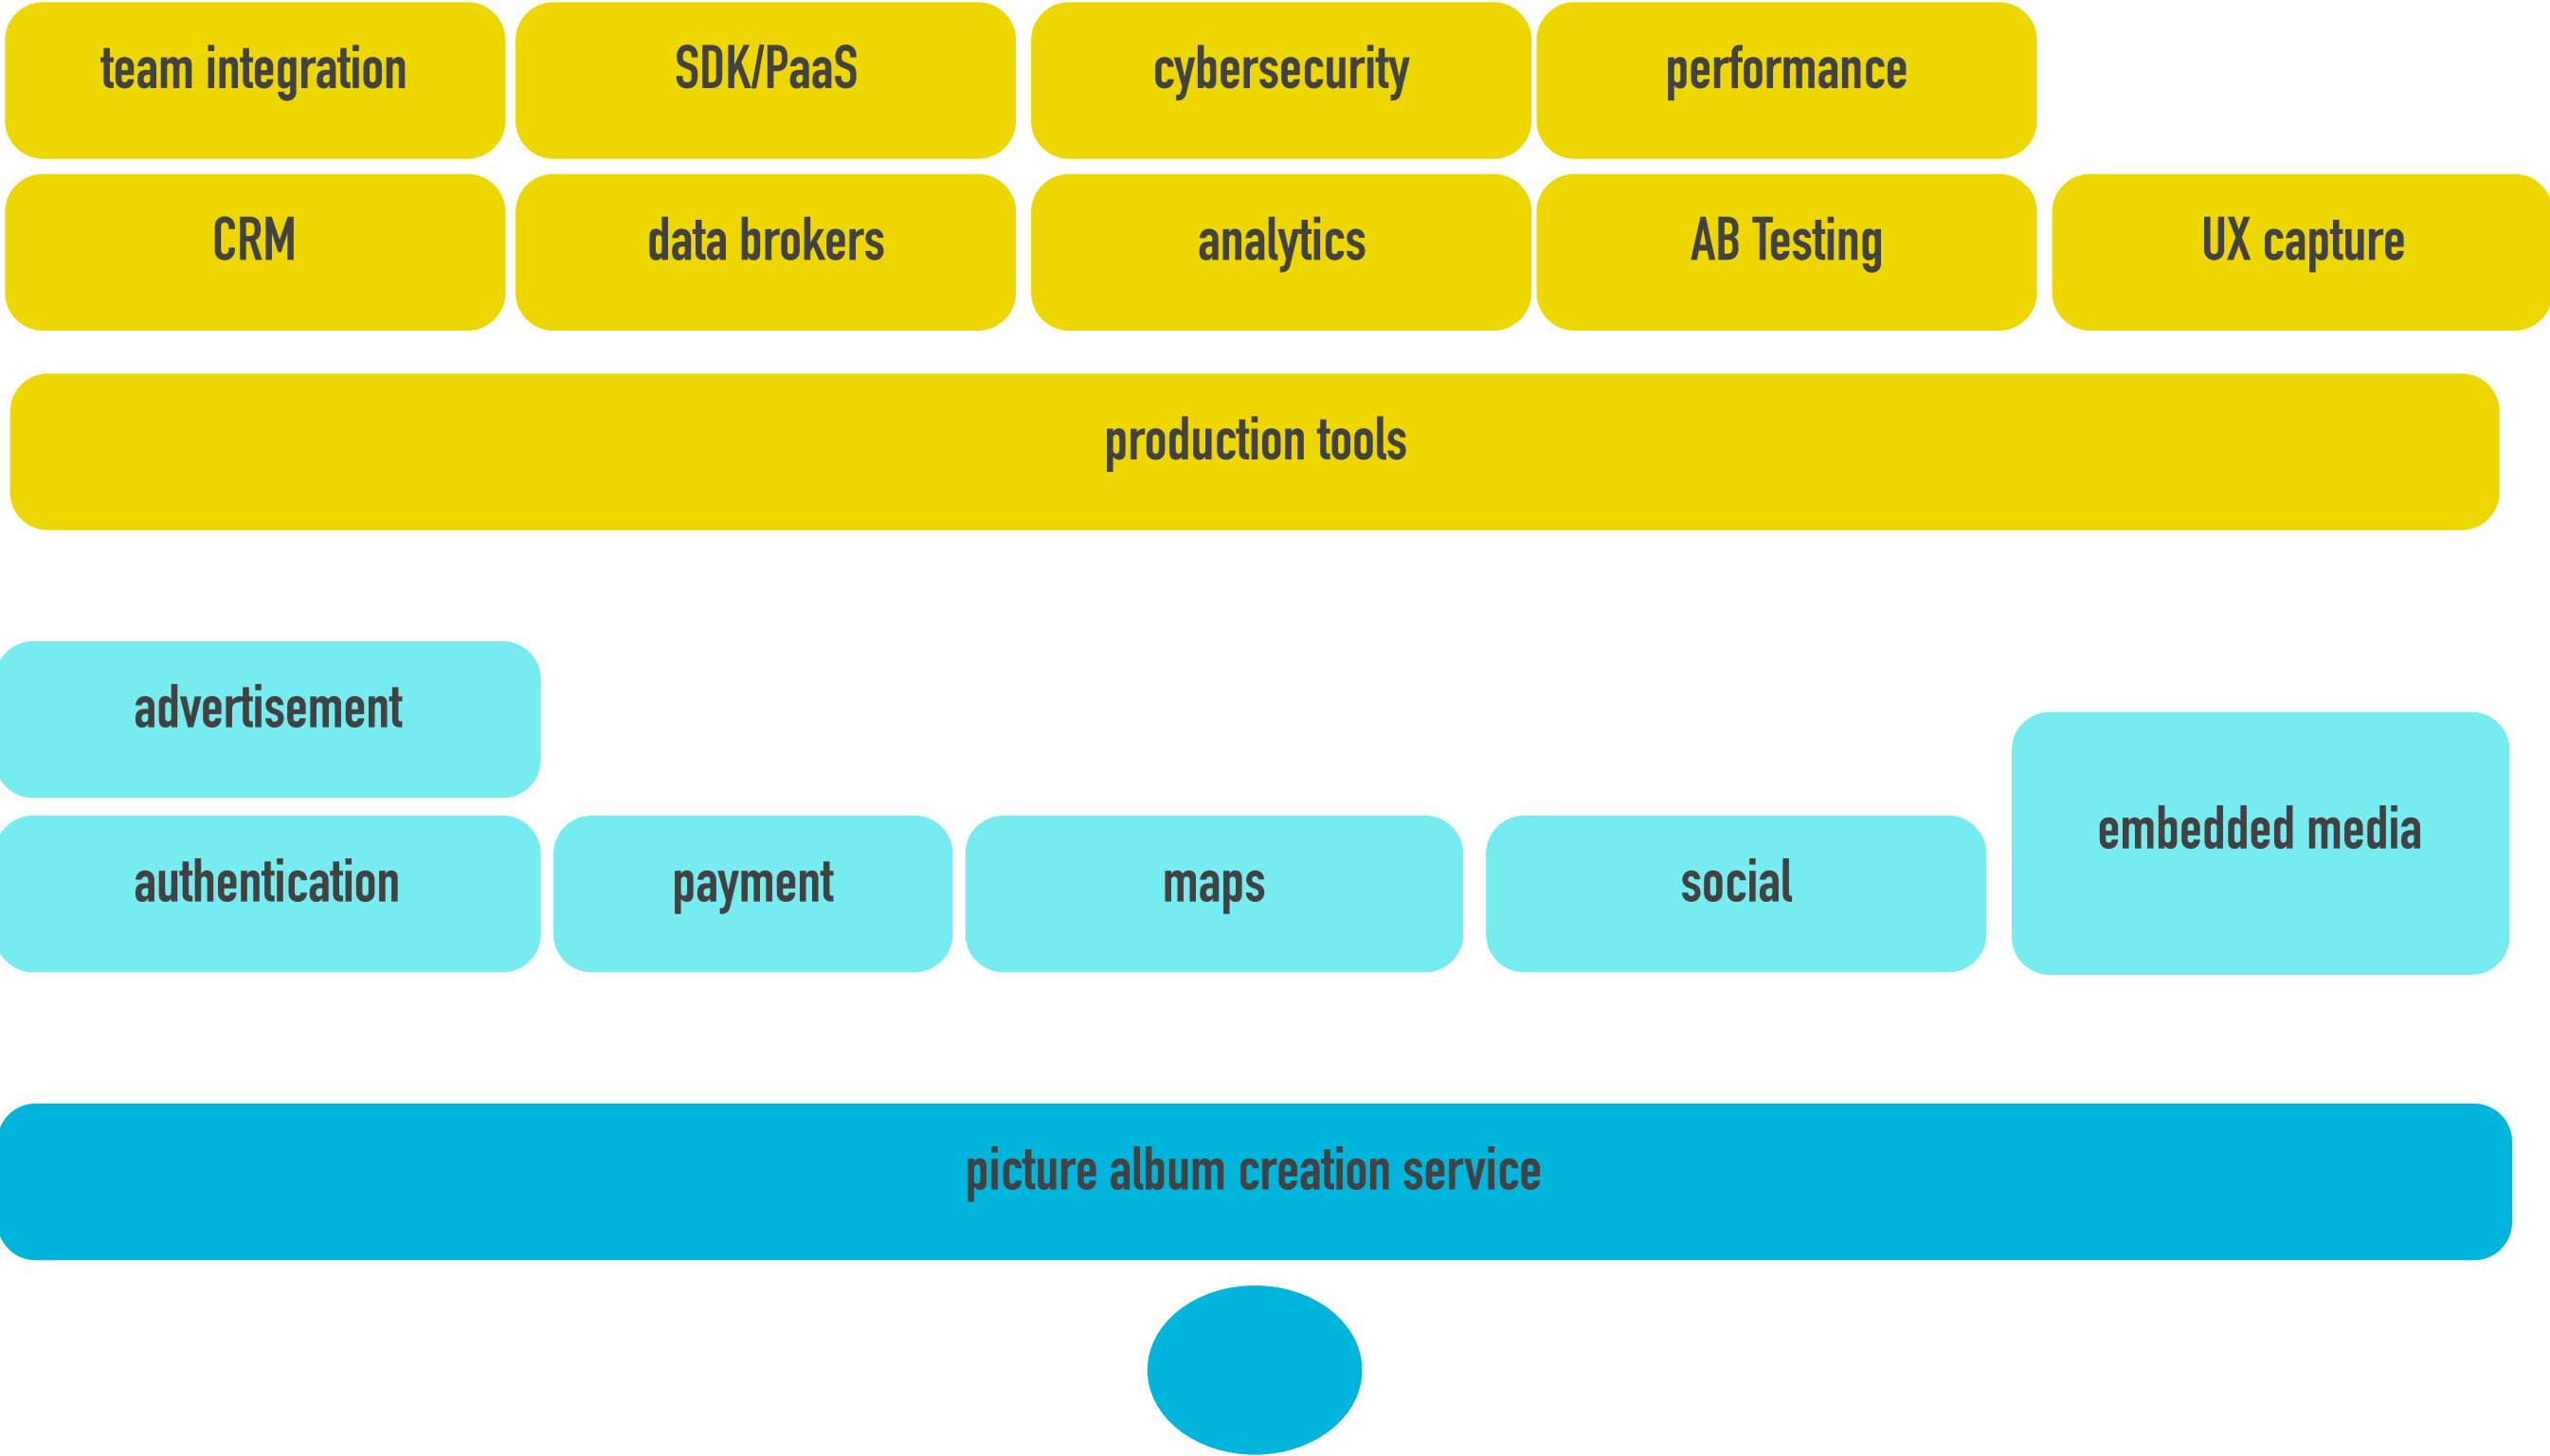 team integration
SDK/PaaS
cybersecurity
performance
CRM
data brokers
analytics
AB Testing
UX capture
production tools
advertisement
embedded media
authentication
payment
maps
social
picture album creation service